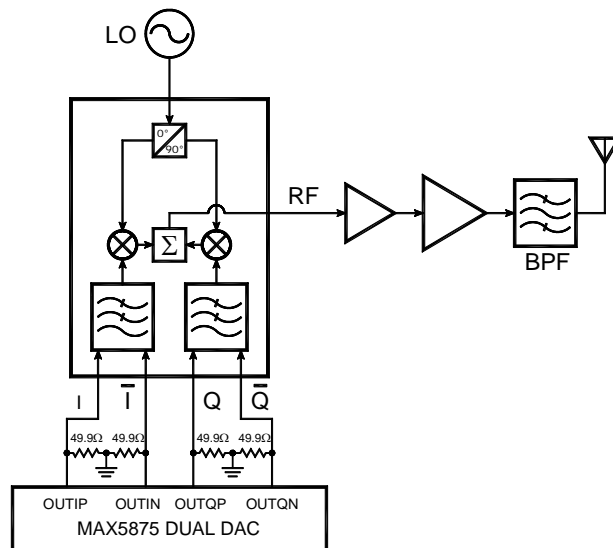 LO
0°
90°
RF
Σ
BPF
I
I̅
Q
Q̅
49.9Ω
49.9Ω
49.9Ω
49.9Ω
OUTIP
OUTIN
OUTQP
OUTQN
MAX5875 DUAL DAC